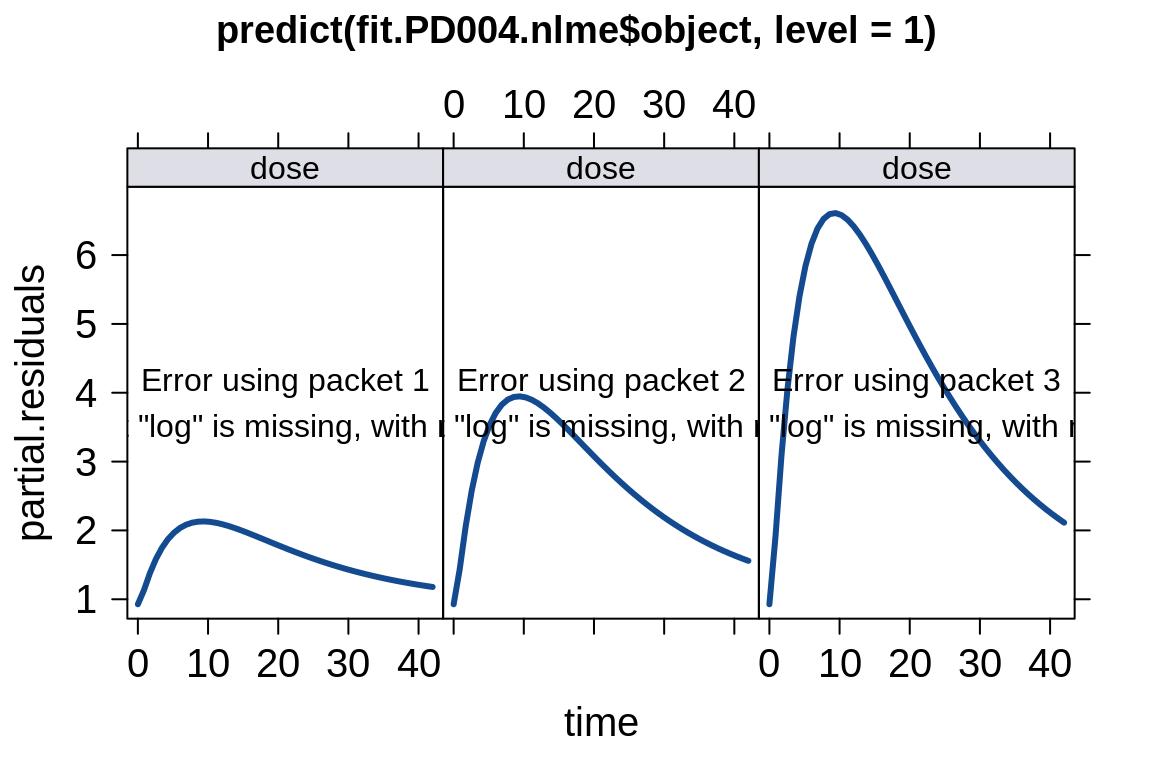 predict(fit.PD004.nlme$object, level = 1)
0 10 20 30 40
dose dose dose
6
5
4
3
2
1
partial.residuals
Error using packet 1 Error using packet 2 Error using packet 3
"log" is missing, with "log" is missing, with "log" is missing, with
0 10 20 30 40 0 10 20 30 40
time